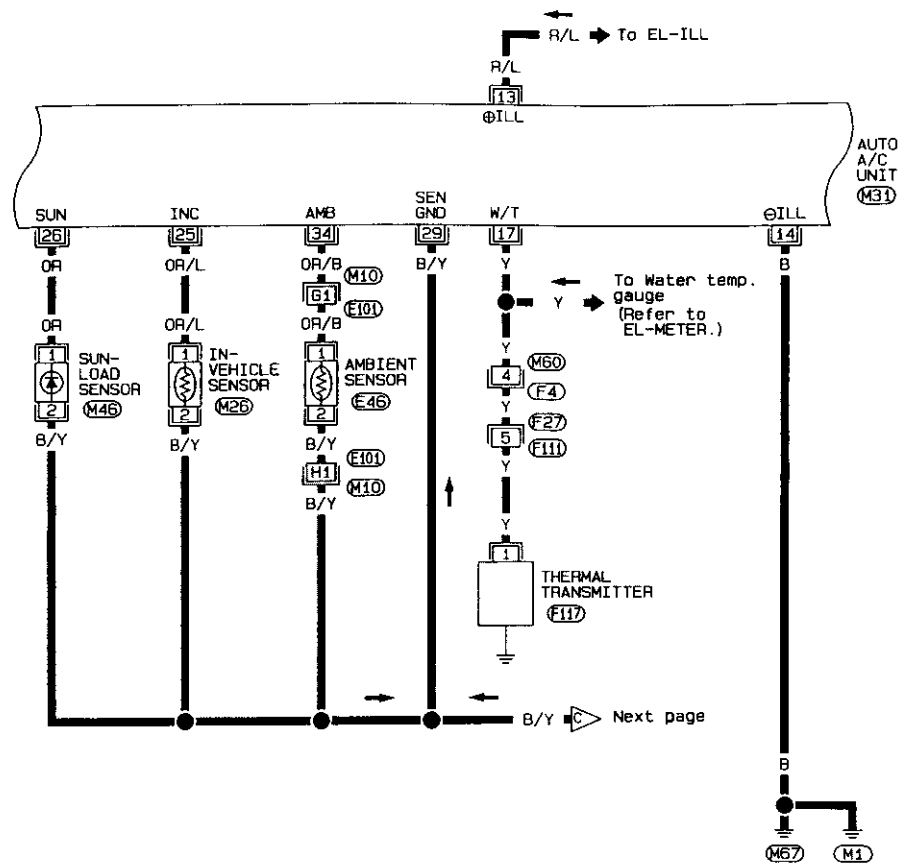 R/L To EL-ILL
R/L
13
⊕ILL
AUTO
A/C
UNIT
M31
SUN INC AMB SEN
GND W/T ⊖ILL
26 25 34 29 17 14
OR OR/L OR/B B/Y Y B
M10
G1
E101
OR OR/L OR/B
Y To Water temp.
gauge
(Refer to
EL-METER.)
1 SUN-
LOAD
SENSOR
M46
2
B/Y
1 IN-
VEHICLE
SENSOR
M26
2
B/Y
1 AMBIENT
SENSOR
E46
2
B/Y
E101
H1
M10
B/Y
Y
M60
4
F4
Y
F27
5
F111
Y
Y
1
THERMAL
TRANSMITTER
F117
B/Y C Next page
B
M67 M1